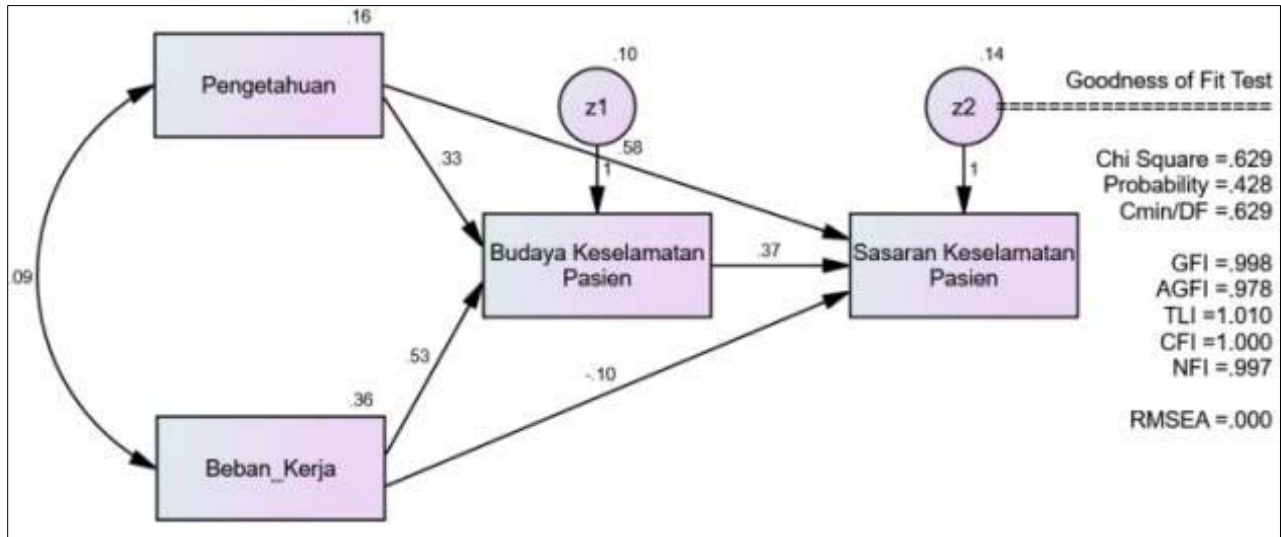 .16
Pengetahuan
.10
z1
.14
z2
Goodness of Fit Test
=====================
.33
.58
1
1
Chi Square =.629
Probability =.428
Cmin/DF =.629
.09
Budaya Keselamatan
Pasien
.37
Sasaran Keselamatan
Pasien
GFI =.998
AGFI =.978
TLI =1.010
CFI =1.000
NFI =.997
.53
-.10
.36
RMSEA =.000
Beban_Kerja